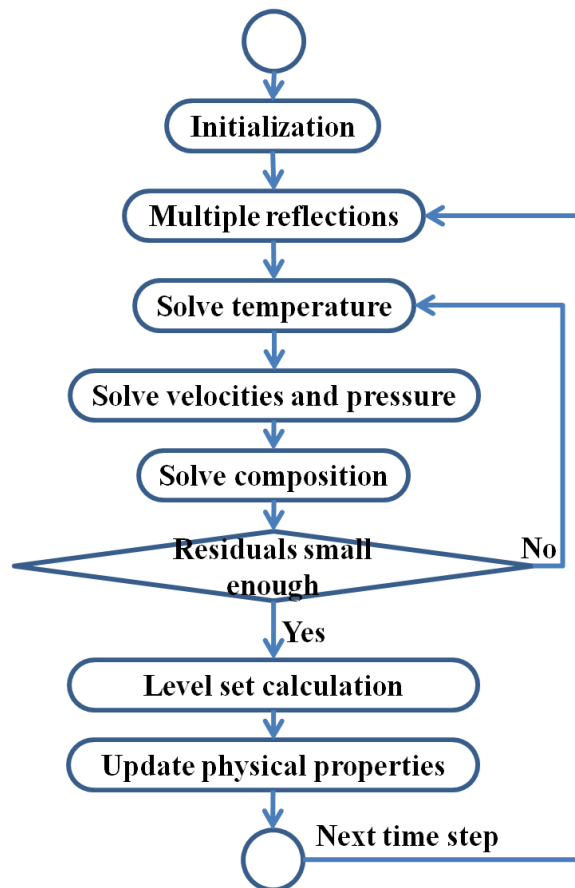 Initialization
Multiple reflections
Solve temperature
Solve velocities and pressure
Solve composition
Residuals small
enough
No
Yes
Level set calculation
Update physical properties
Next time step